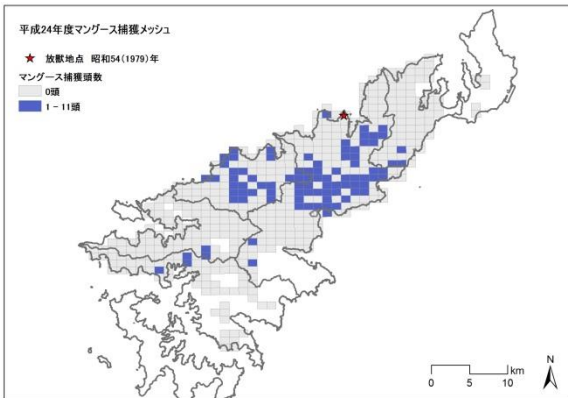 平成24年度マングース捕獲メッシュ
放獣地点 昭和54(1979)年
マングース捕獲頭数
0頭
1 - 11頭
N
km
0 5 10